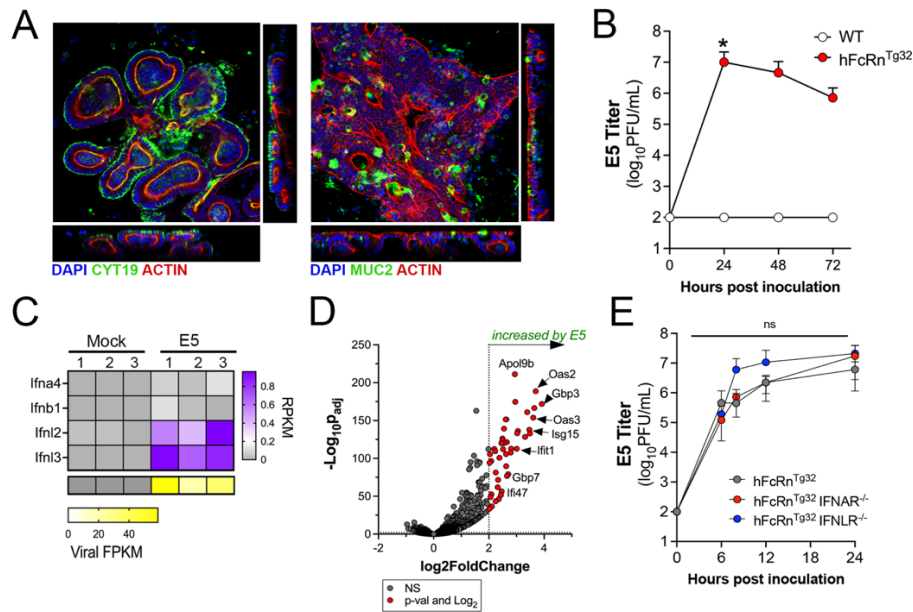 A
DAPI CYT19 ACTIN
DAPI MUC2 ACTIN
B
WT
hFcRnTg32
*
E5 Titer
(log10PFU/mL)
8
7
6
5
4
3
2
1
0 24 48 72
Hours post inoculation
C
Mock E5
1 2 3 1 2 3
Ifna4
Ifnb1
Ifnl2
Ifnl3
0.8
0.6
0.4
0.2
0
RPKM
0 20 40
Viral FPKM
D
increased by E5
250
200
150
100
50
0
-Log10padj
Apol9b
Oas2
Gbp3
Oas3
Isg15
Ifit1
Gbp7
Ifi47
-2 0 2 4
log2FoldChange
NS
p-val and Log2
E
ns
E5 Titer
(log10PFU/mL)
8
7
6
5
4
3
2
1
hFcRnTg32
hFcRnTg32 IFNAR-/-
hFcRnTg32 IFNLR-/-
0 6 12 24
Hours post inoculation